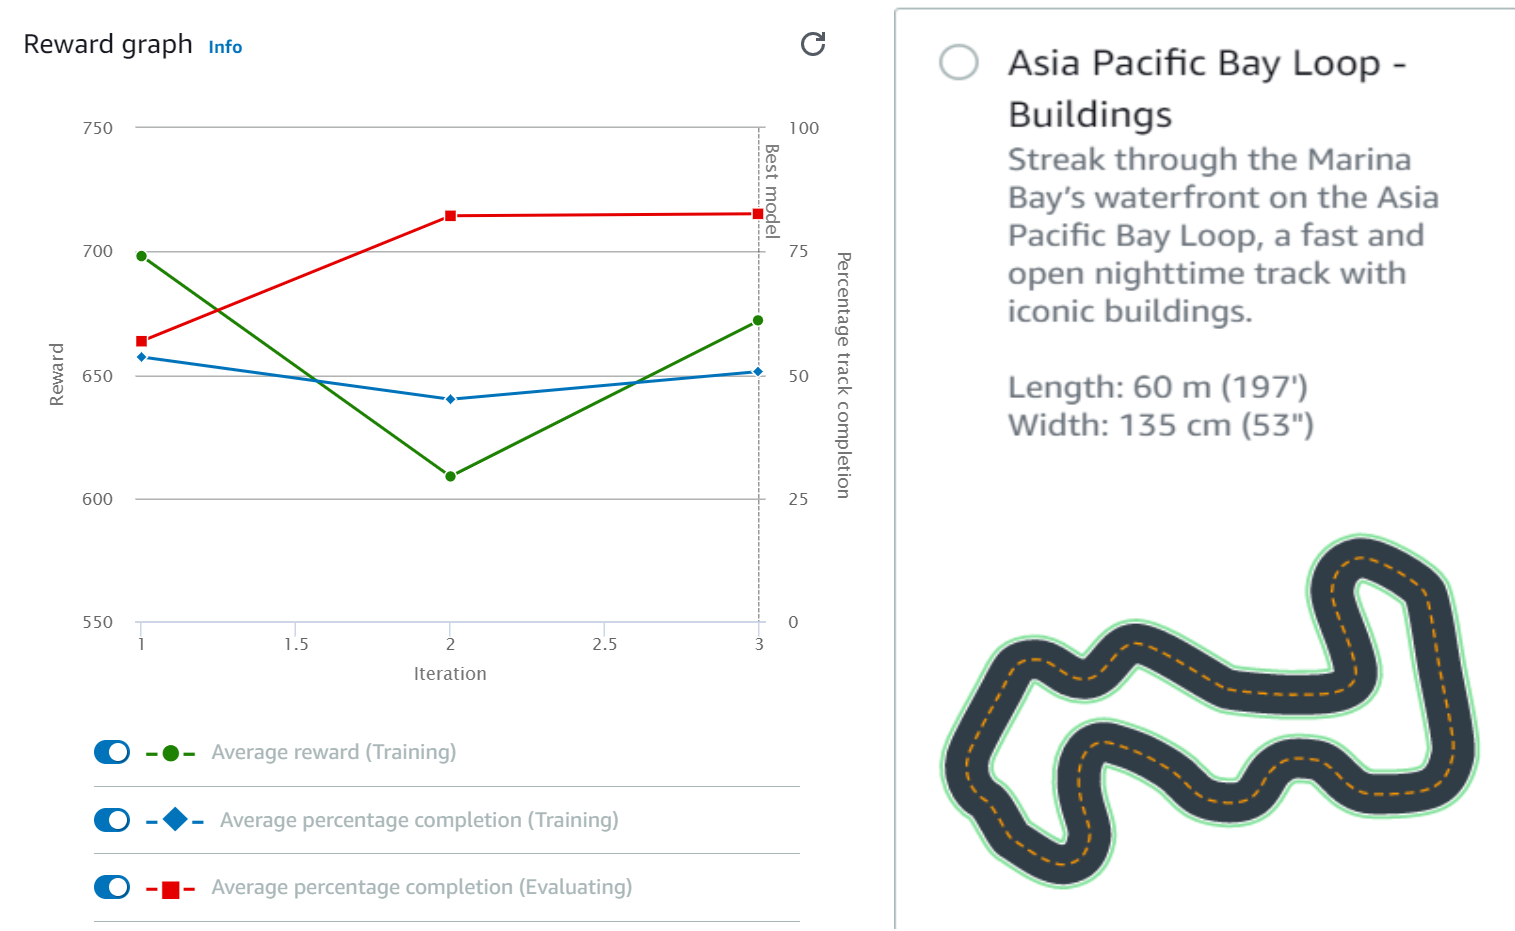 Reward graph Info
750
700
650
600
550
Reward
100
75
50
25
0
Percentage track completion
Best model
1
1.5
2
2.5
3
Iteration
Average reward (Training)
Average percentage completion (Training)
Average percentage completion (Evaluating)
Asia Pacific Bay Loop -
Buildings
Streak through the Marina
Bay’s waterfront on the Asia
Pacific Bay Loop, a fast and
open nighttime track with
iconic buildings.
Length: 60 m (197')
Width: 135 cm (53")